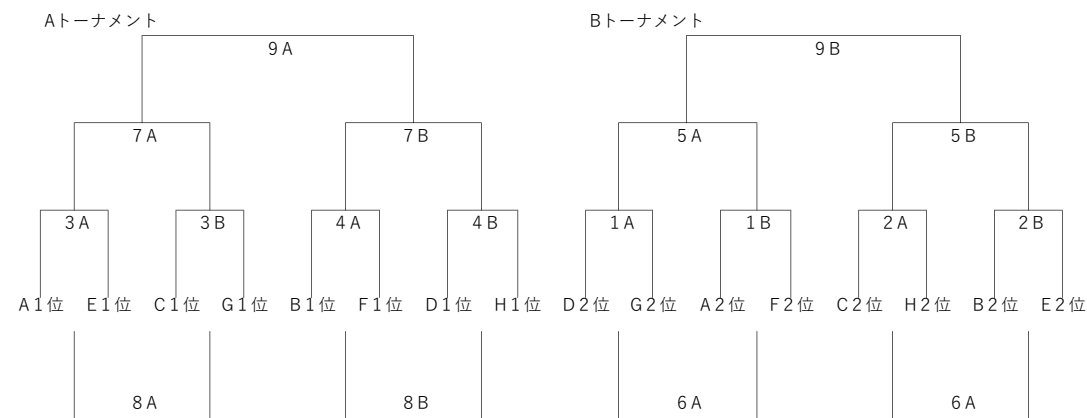 Aトーナメント Bトーナメント
9A 9B
7A 7B 5A 5B
3A 3B 4A 4B 1A 1B 2A 2B
A1位 E1位 C1位 G1位 B1位 F1位 D1位 H1位 D2位 G2位 A2位 F2位 C2位 H2位 B2位 E2位
8A 8B 6A 6A